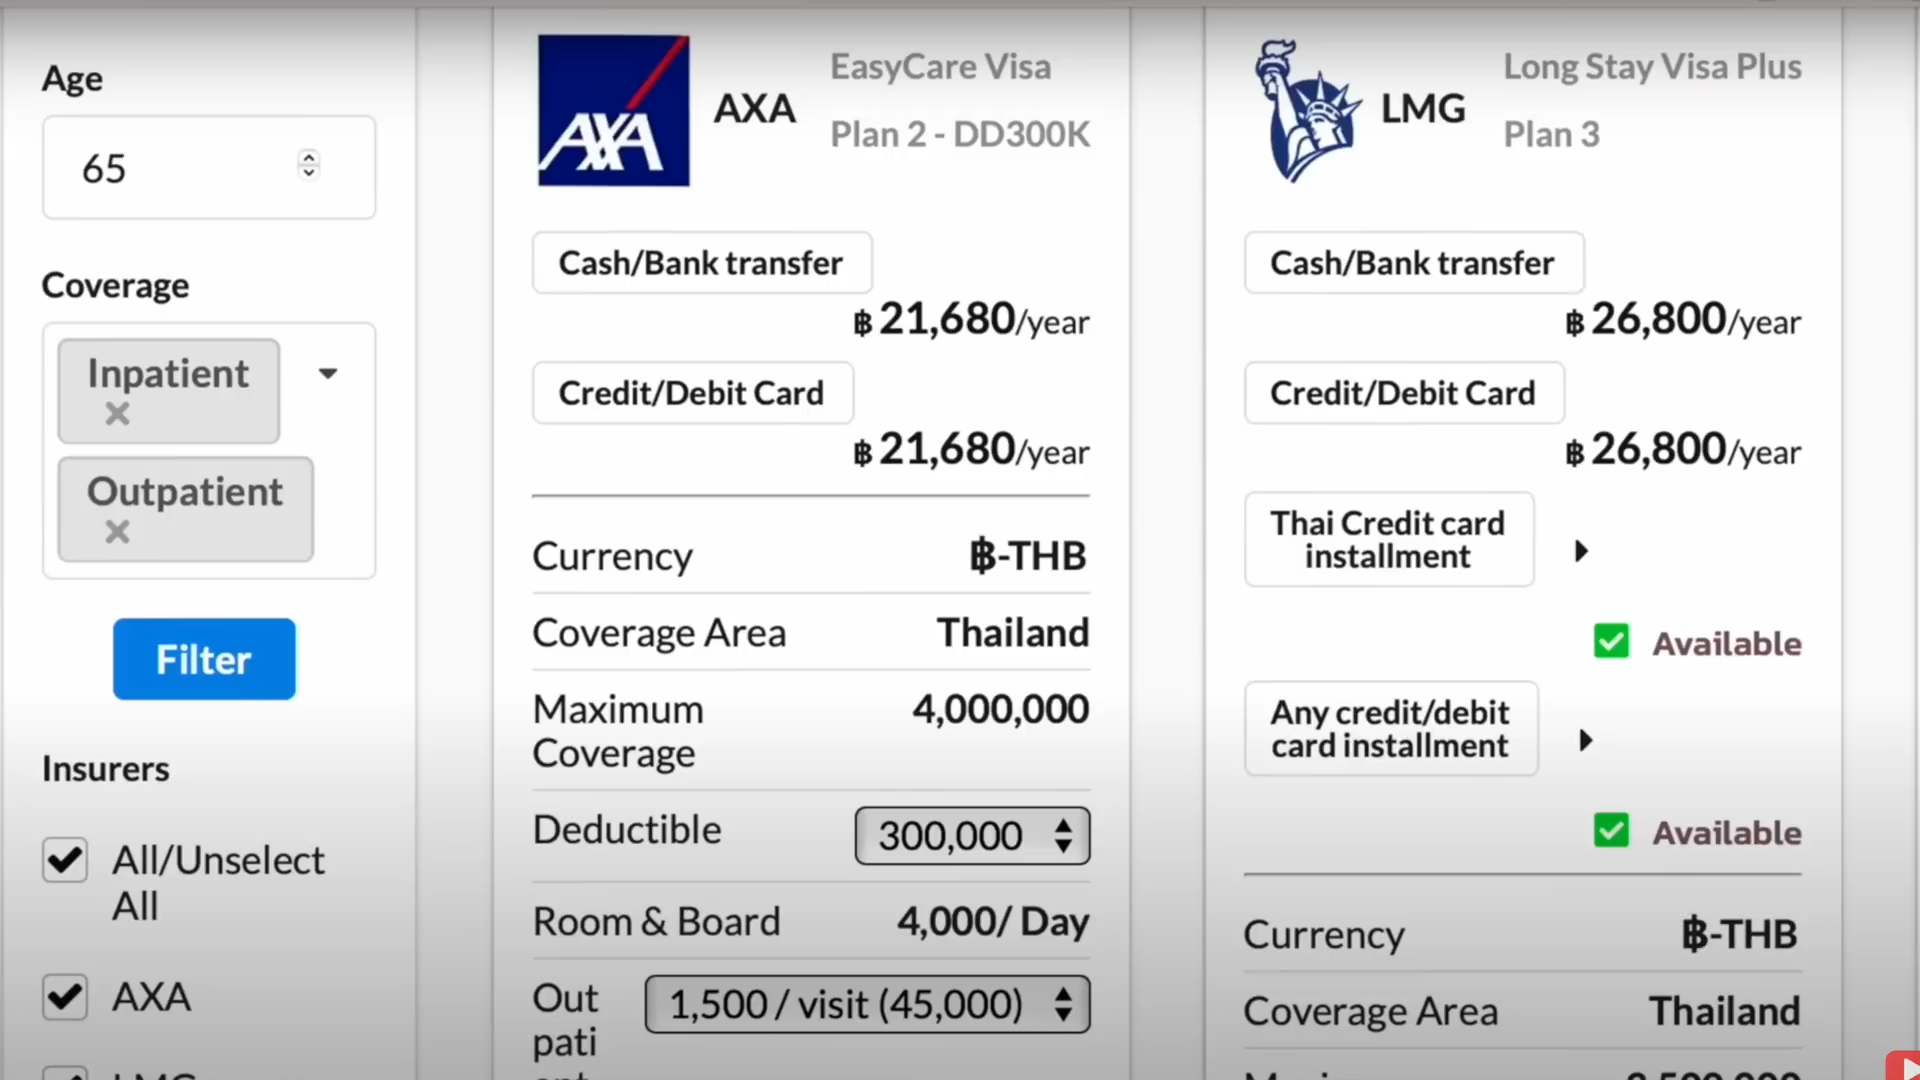 Age
65
Coverage
Inpatient
Outpatient
Filter
Insurers
All/Unselect
All
AXA
AXA
AXA
EasyCare Visa
Plan 2 - DD300K
Cash/Bank transfer
฿ 21,680/year
Credit/Debit Card
฿ 21,680/year
Currency ฿-THB
Coverage Area Thailand
Maximum
Coverage
4,000,000
Deductible 300,000
Room & Board 4,000/ Day
Out
pati
1,500 / visit (45,000)
LMG
Long Stay Visa Plus
Plan 3
Cash/Bank transfer
฿ 26,800/year
Credit/Debit Card
฿ 26,800/year
Thai Credit card
installment
Available
Any credit/debit
card installment
Available
Currency ฿-THB
Coverage Area Thailand